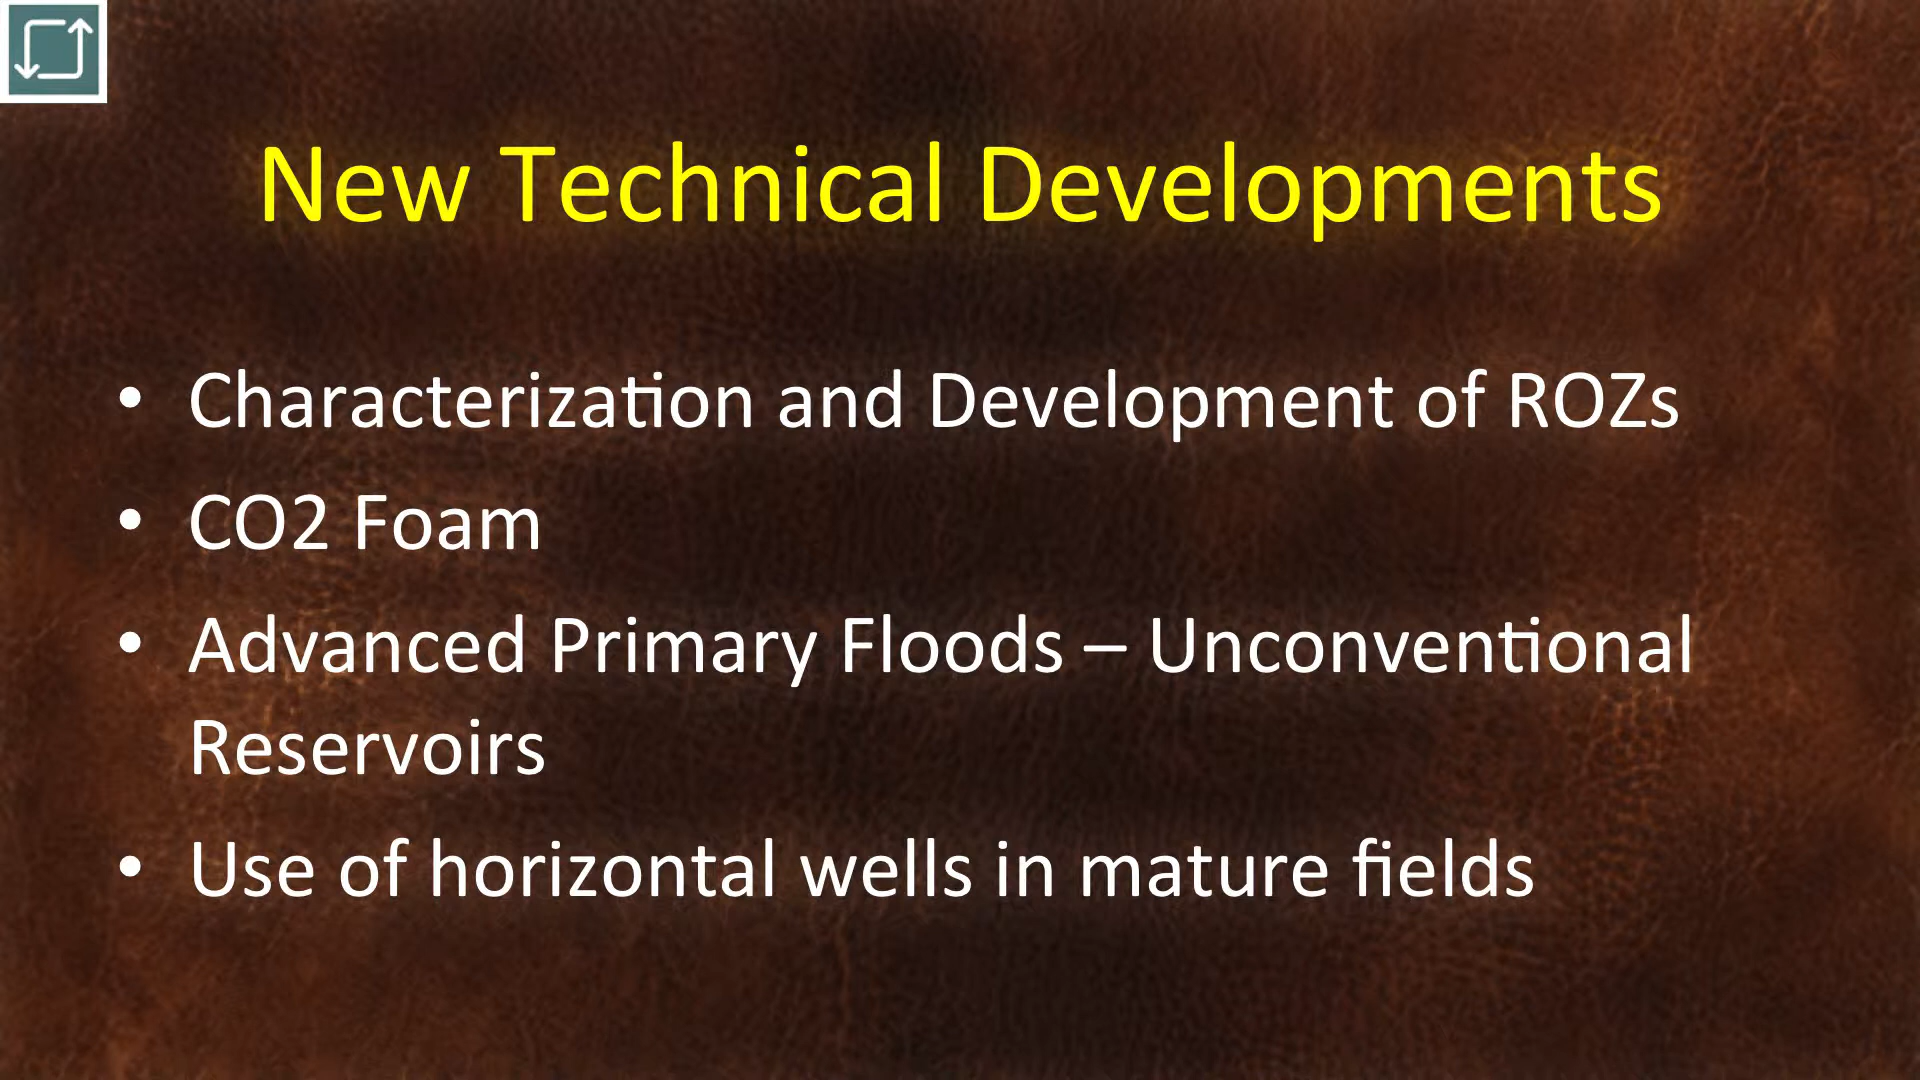 New Technical Developments
• Characterization and Development of ROZs
• CO2 Foam
• Advanced Primary Floods – Unconventional
Reservoirs
• Use of horizontal wells in mature fields